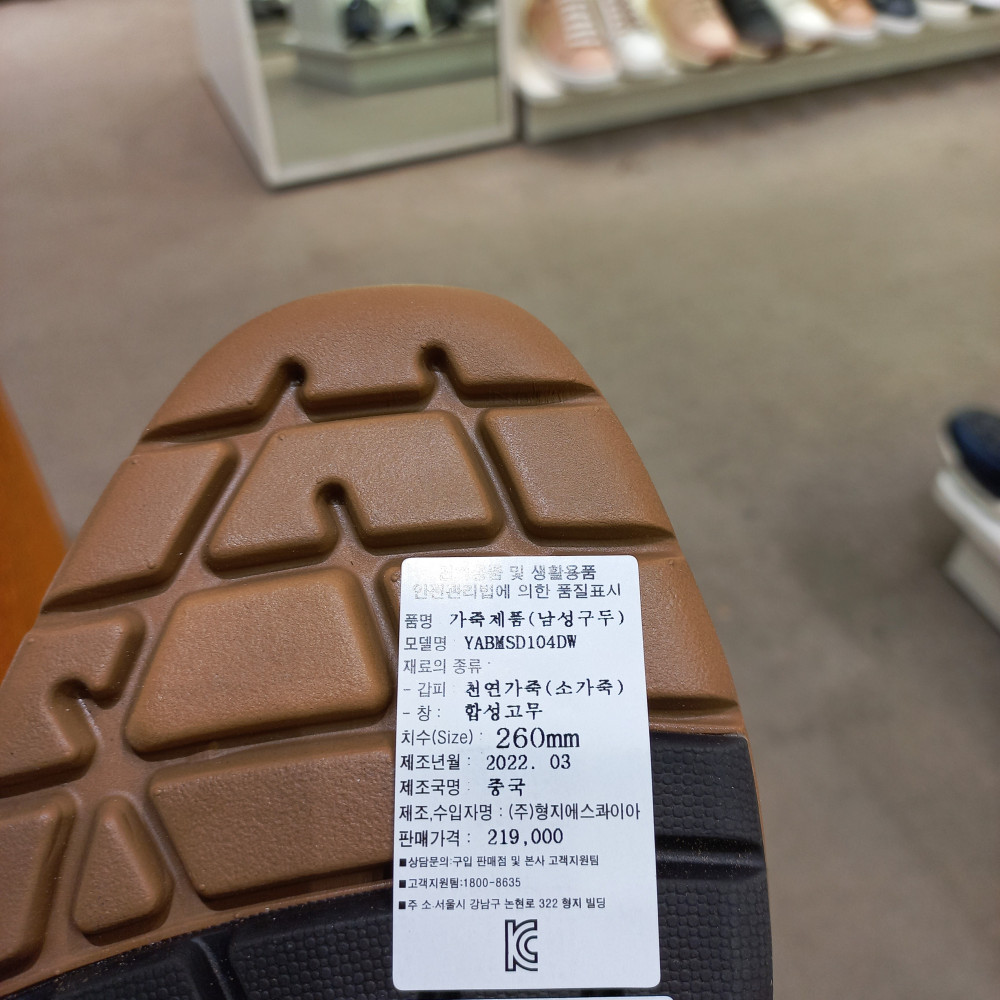 및 생활용품
안전관리법에 의한 품질표시
품명 가죽제품(남성구두)
모델명 YABMSD104DW
재료의 종류 :
- 갑피 천연가죽(소가죽)
- 창 : 합성고무
치수(Size) : 260mm
제조년월 : 2022. 03
제조국명 : 중국
제조,수입자명 : (주)형지에스콰이아
판매가격 : 219,000
■상담문의:구입 판매점 및 본사 고객지원팀
■고객지원팀:1800-8635
■주 소.서울시 강남구 논현로 322 형지 빌딩
KC